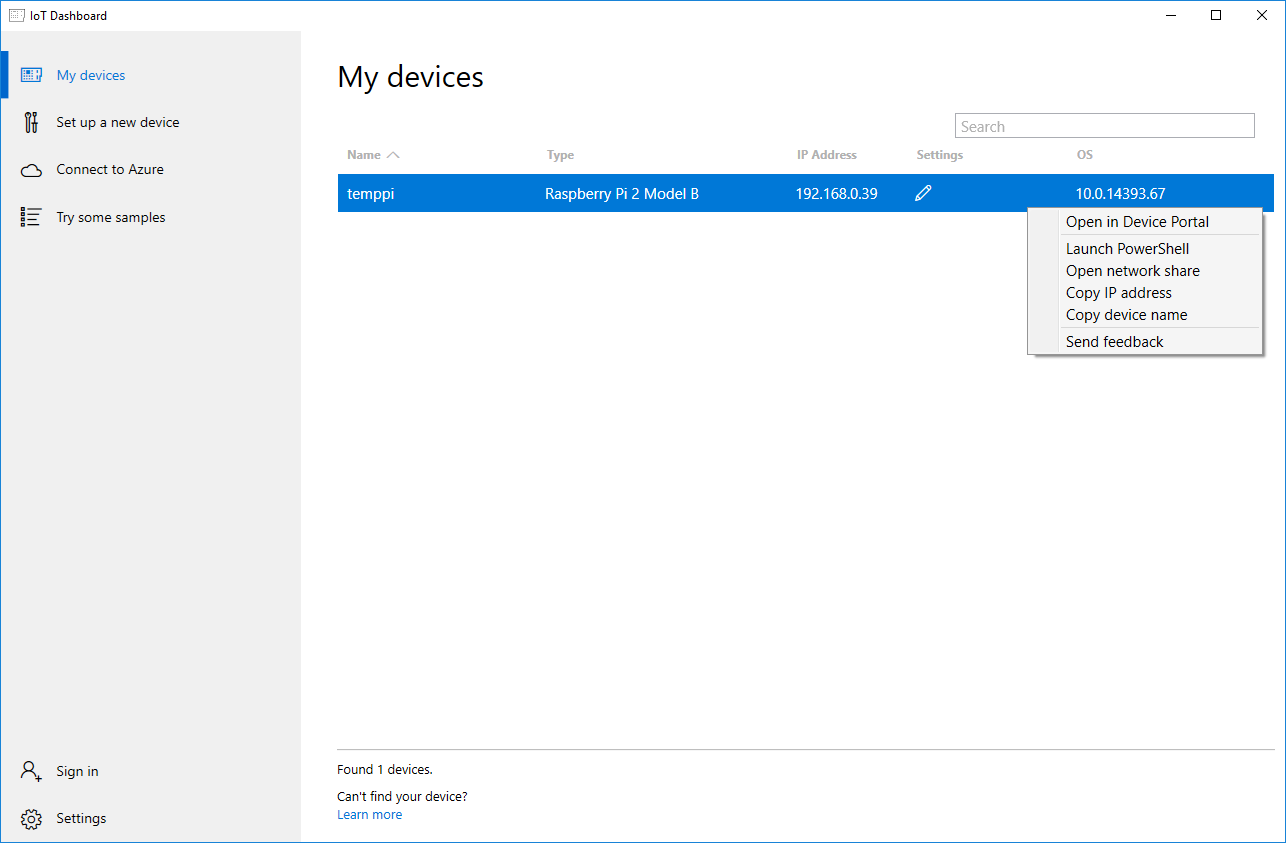 IoT Dashboard
My devices
Set up a new device
Connect to Azure
Try some samples
Sign in
Settings
My devices
Search
Name Type IP Address Settings OS
temppi Raspberry Pi 2 Model B 192.168.0.39 10.0.14393.67
Open in Device Portal
Launch PowerShell
Open network share
Copy IP address
Copy device name
Send feedback
Found 1 devices.
Can't find your device?
Learn more